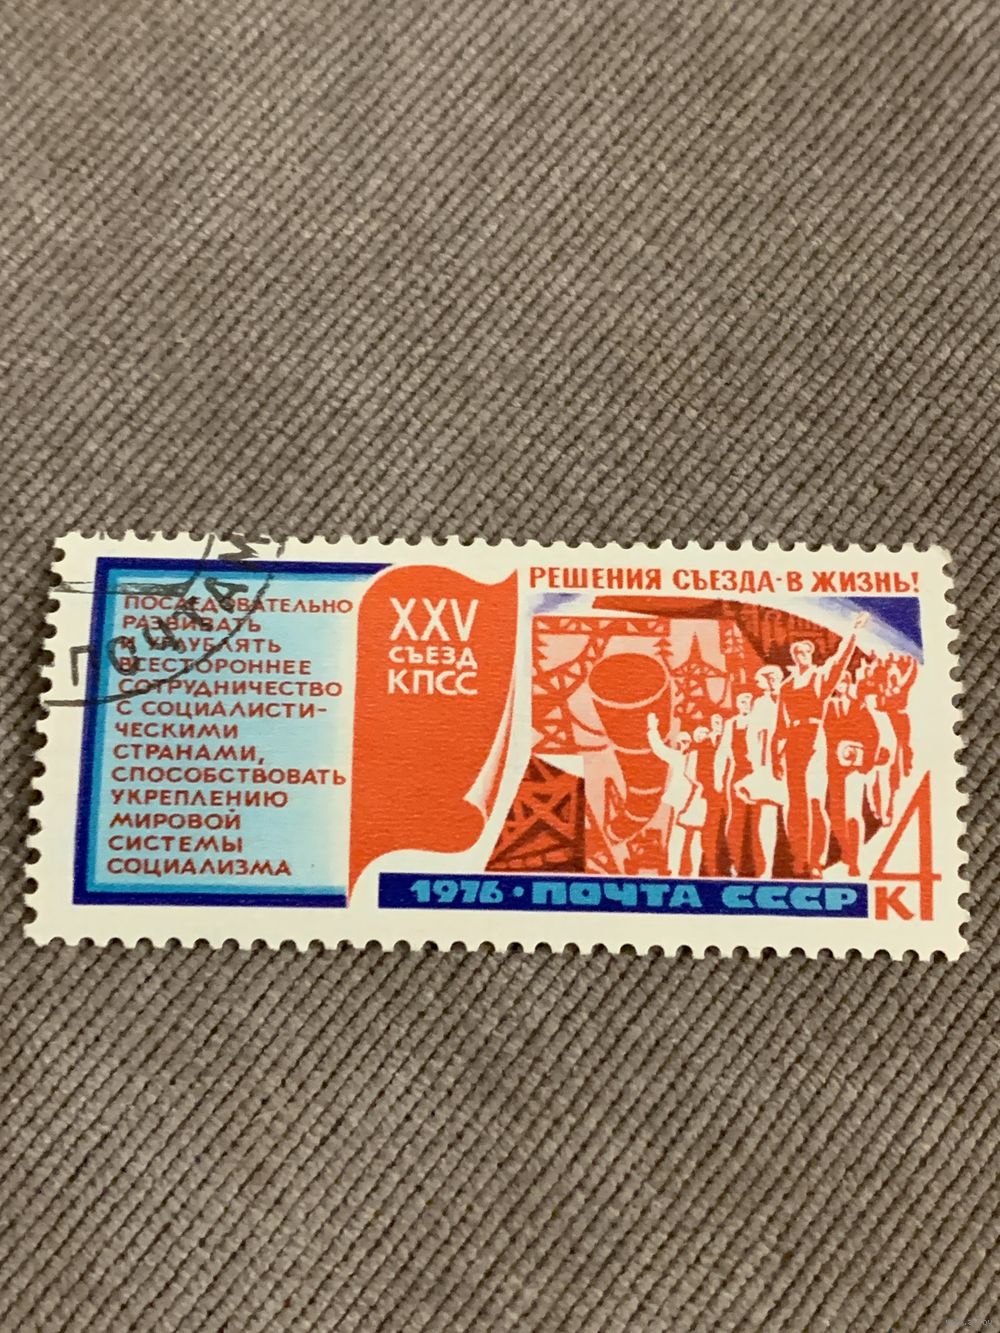 ПОСЛЕДОВАТЕЛЬНО
РАЗВИВАТЬ
И УГЛУБЛЯТЬ
ВСЕСТОРОННЕЕ
СОТРУДНИЧЕСТВО
С СОЦИАЛИСТИ-
ЧЕСКИМИ
СТРАНАМИ,
СПОСОБСТВОВАТЬ
УКРЕПЛЕНИЮ
МИРОВОЙ
СИСТЕМЫ
СОЦИАЛИЗМА
XXV
СЪЕЗД
КПСС
РЕШЕНИЯ СЪЕЗДА-В ЖИЗНЬ!
1976 · ПОЧТА СССР
4
К